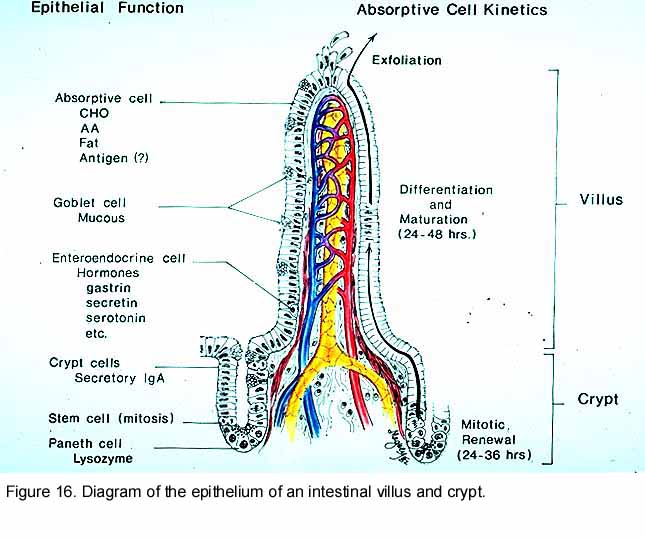 Epithelial Function
Absorptive Cell Kinetics
Exfoliation
Absorptive cell
CHO
AA
Fat
Antigen (?)
Goblet cell
Mucous
Enteroendocrine cell
Hormones
gastrin
secretin
serotonin
etc.
Crypt cells
Secretory IgA
Stem cell (mitosis)
Paneth cell
Lysozyme
Differentiation
and
Maturation
(24-48 hrs.)
Villus
Crypt
Mitotic
Renewal
(24-36 hrs)
Figure 16. Diagram of the epithelium of an intestinal villus and crypt.